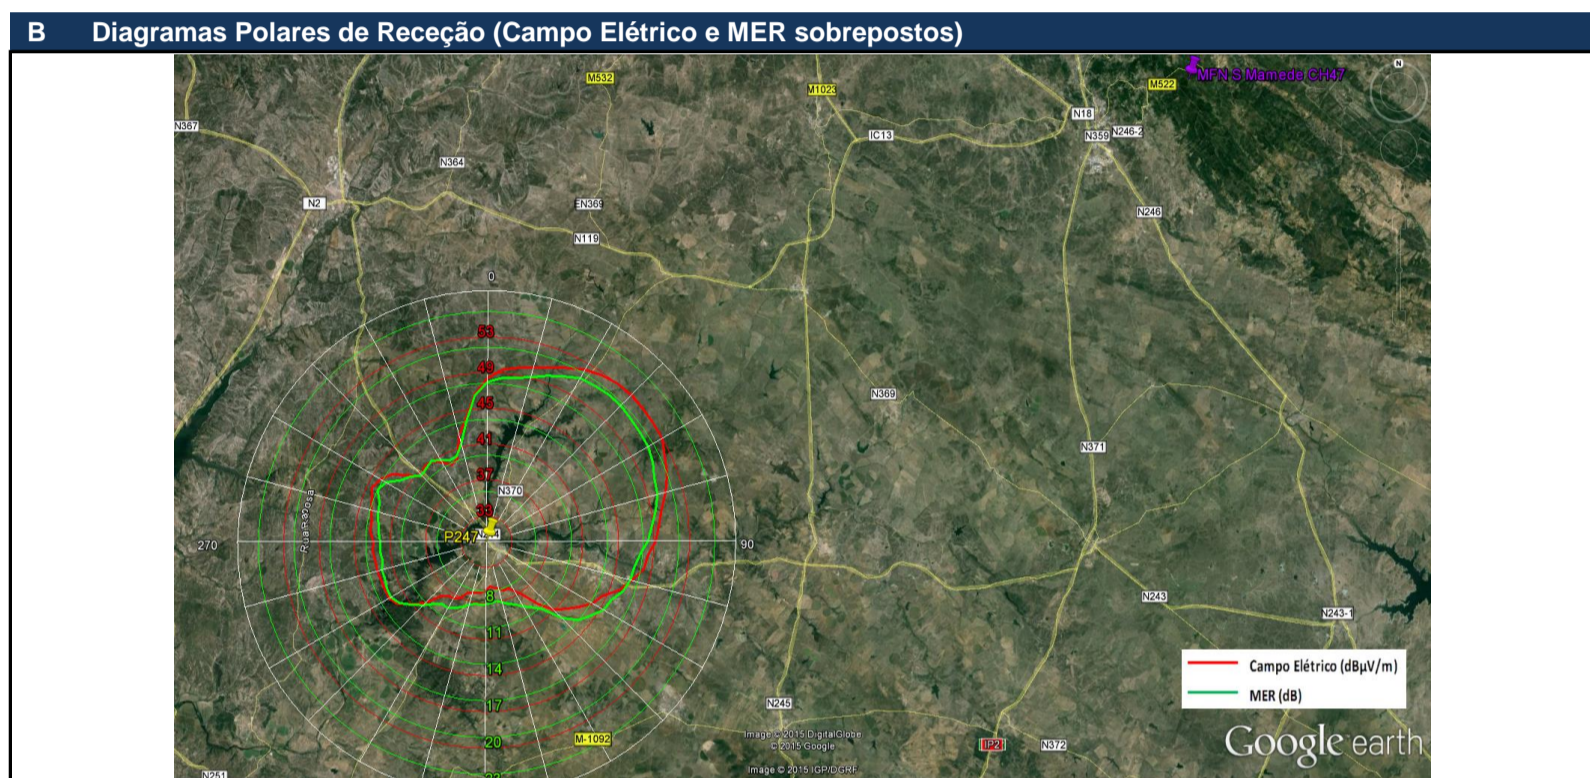 B Diagramas Polares de Receção (Campo Elétrico e MER sobrepostos)
MFN S Mamede CH47
N
M532
M522
M1023
N18
N367
IC13
N359
N246-2
N364
N2
EN369
N246
N119
0
53
49
45
N369
41
N371
37
N370
33
P247
270
90
8
N243
11
N243-1
14
Campo Elétrico (dBµV/m)
MER (dB)
17
N245
20
M-1092
Image © 2015 DigitalGlobe
© 2015 Google
IP2
N372
Google earth
Image © 2015 IGP/DGRF
N251